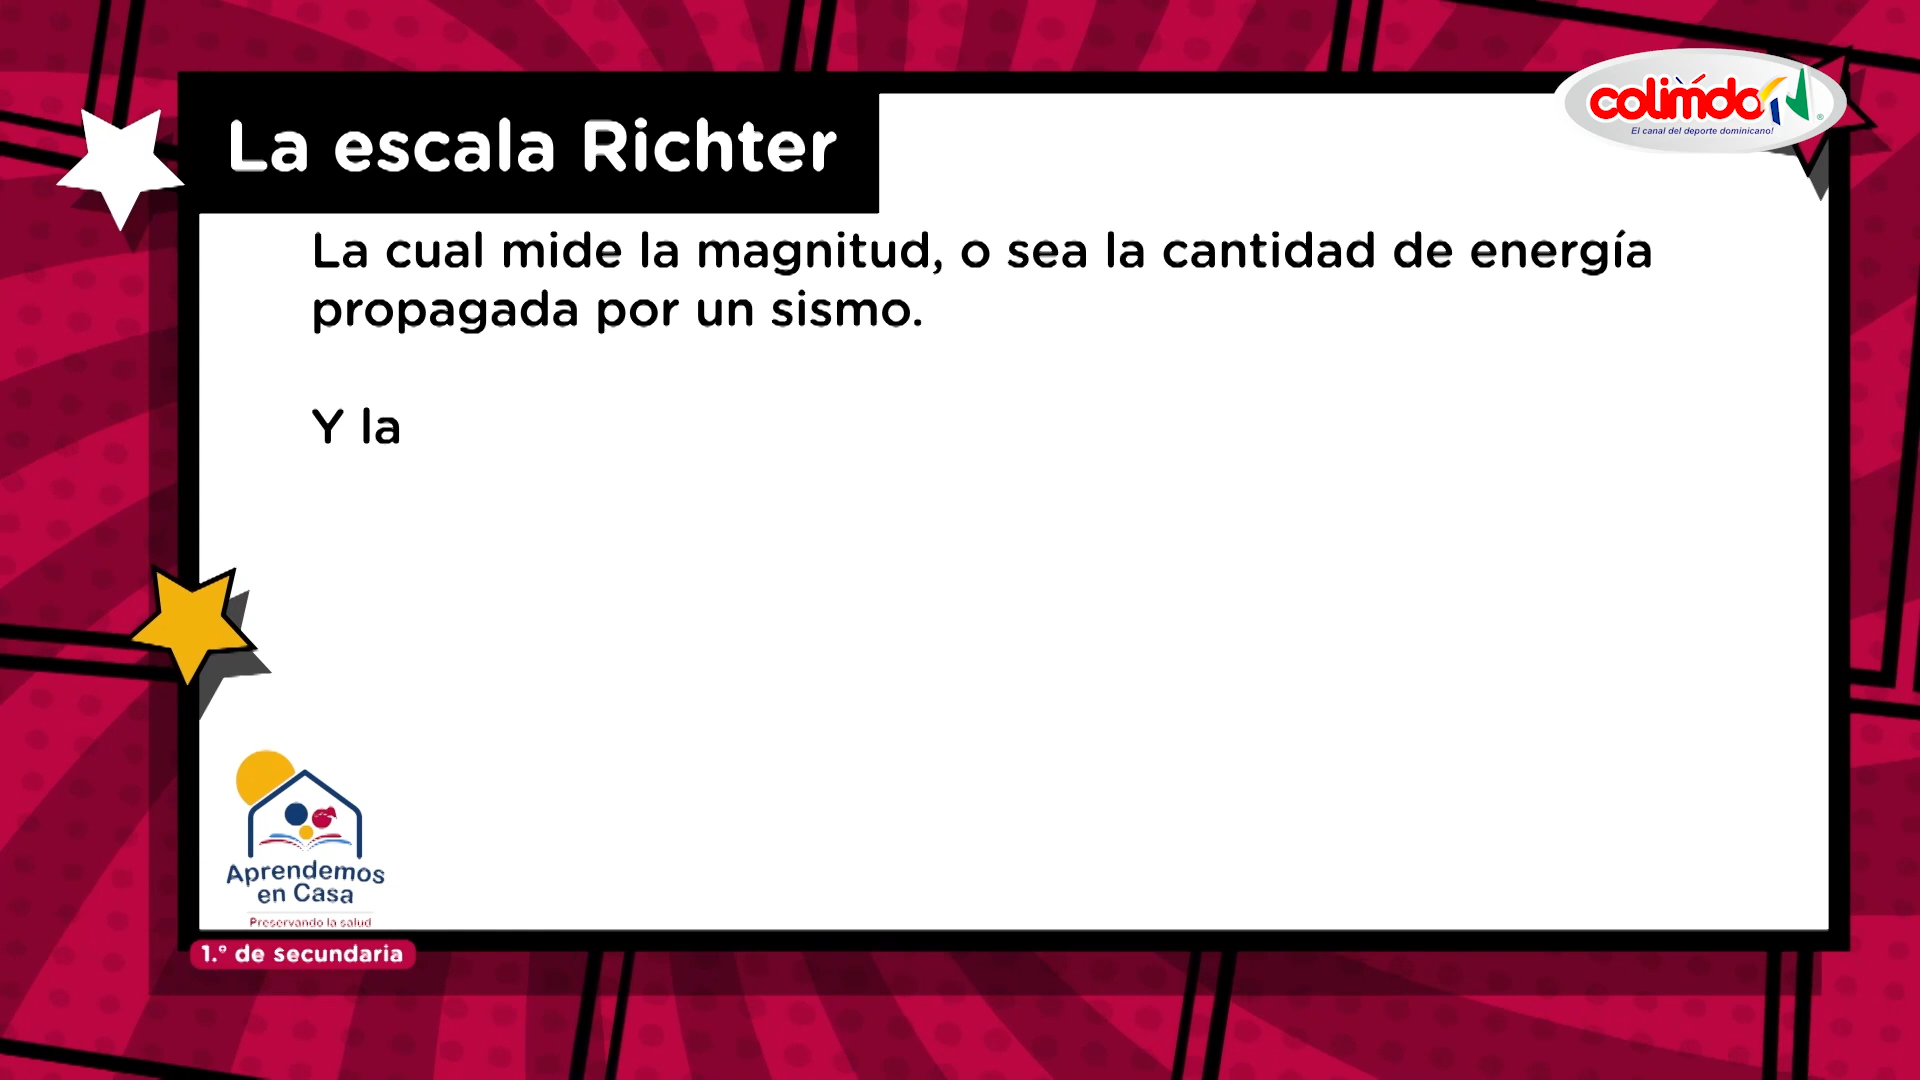 La escala Richter
colimdo
El canal del deporte dominicano!
La cual mide la magnitud, o sea la cantidad de energía
propagada por un sismo.
Y la
Aprendemos
en Casa
Preservando la salud
1.° de secundaria